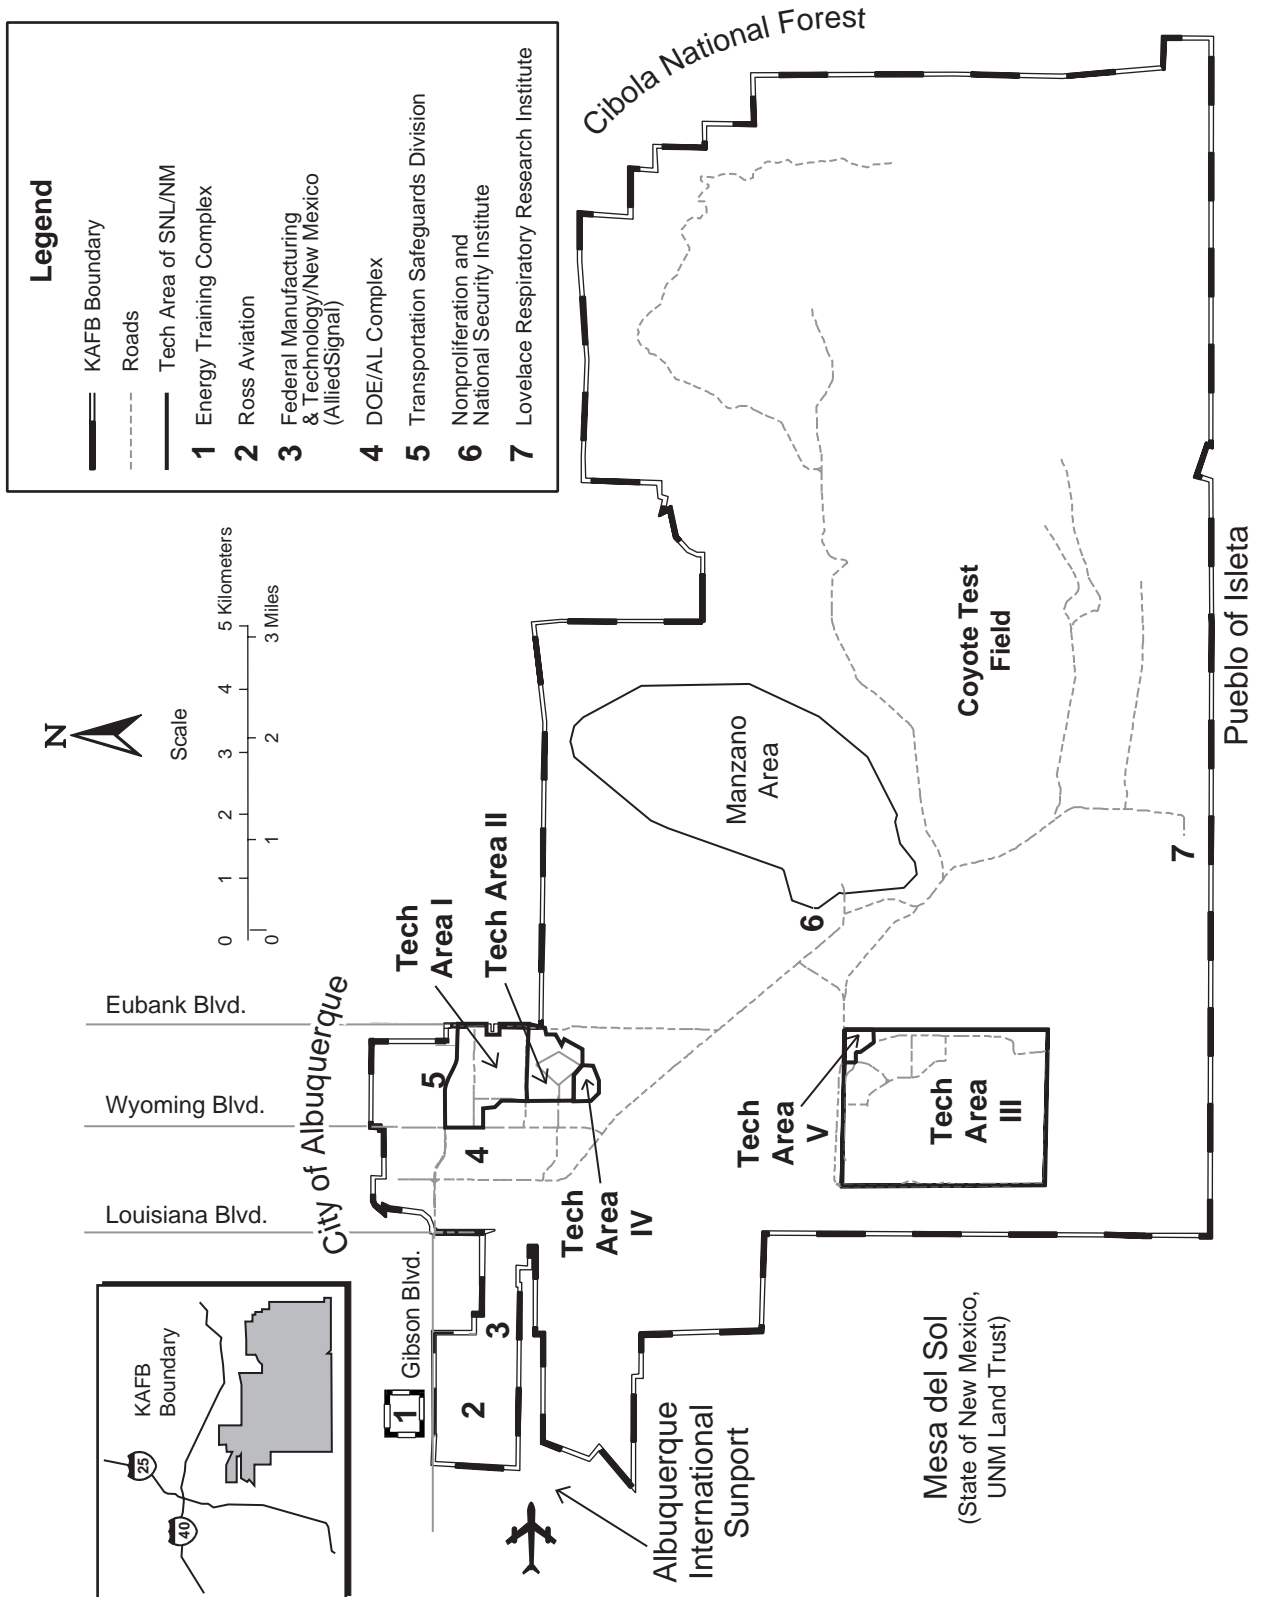 Legend
KAFB Boundary
Roads
Tech Area of SNL/NM
1 Energy Training Complex
2 Ross Aviation
3 Federal Manufacturing
& Technology/New Mexico
(AlliedSignal)
4 DOE/AL Complex
5 Transportation Safeguards Division
6 Nonproliferation and
National Security Institute
7 Lovelace Respiratory Research Institute
N
Scale
0 1 2 3 4 5 Kilometers
0 1 2 3 Miles
Cibola National Forest
Eubank Blvd.
Wyoming Blvd.
Louisiana Blvd.
City of Albuquerque
Gibson Blvd.
KAFB
Boundary
25
40
Tech
Area I
Tech Area II
5
4
Tech
Area
IV
3
2
1
Albuquerque
International
Sunport
Manzano
Area
6
Tech
Area
V
Tech
Area
III
Coyote Test
Field
7
Mesa del Sol
(State of New Mexico,
UNM Land Trust)
Pueblo of Isleta